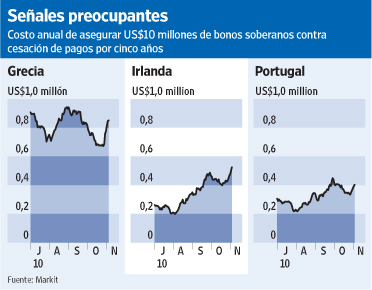 Señales preocupantes
Costo anual de asegurar US$10 millones de bonos soberanos contra
cesación de pagos por cinco años
Grecia
US$1,0 millón
0,8
0,6
0,4
0,2
0
J A S O N
10
Irlanda
US$1,0 million
0,8
0,6
0,4
0,2
0
J A S O N
10
Portugal
US$1,0 million
0,8
0,6
0,4
0,2
0
J A S O N
10
Fuente: Markit